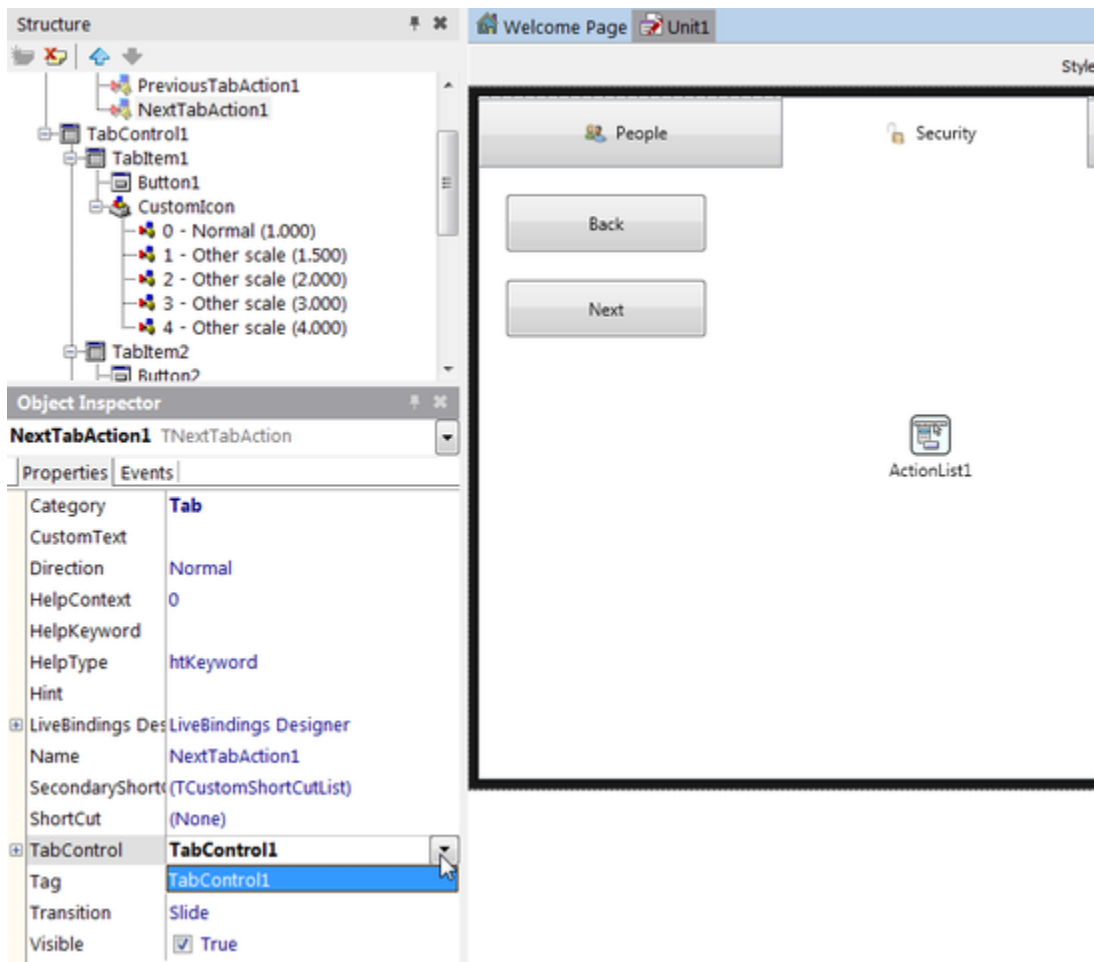 Structure
PreviousTabAction1
NextTabAction1
TabControl1
TabItem1
Button1
CustomIcon
0 - Normal (1.000)
1 - Other scale (1.500)
2 - Other scale (2.000)
3 - Other scale (3.000)
4 - Other scale (4.000)
TabItem2
Button2
Object Inspector
NextTabAction1 TNextTabAction
Properties Events
Category Tab
CustomText
Direction Normal
HelpContext 0
HelpKeyword
HelpType htKeyword
Hint
LiveBindings Des LiveBindings Designer
Name NextTabAction1
SecondaryShort (TCustomShortCutList)
ShortCut (None)
TabControl TabControl1
Tag TabControl1
Transition Slide
Visible True
Welcome Page Unit1
Style
People Security
Back
Next
ActionList1